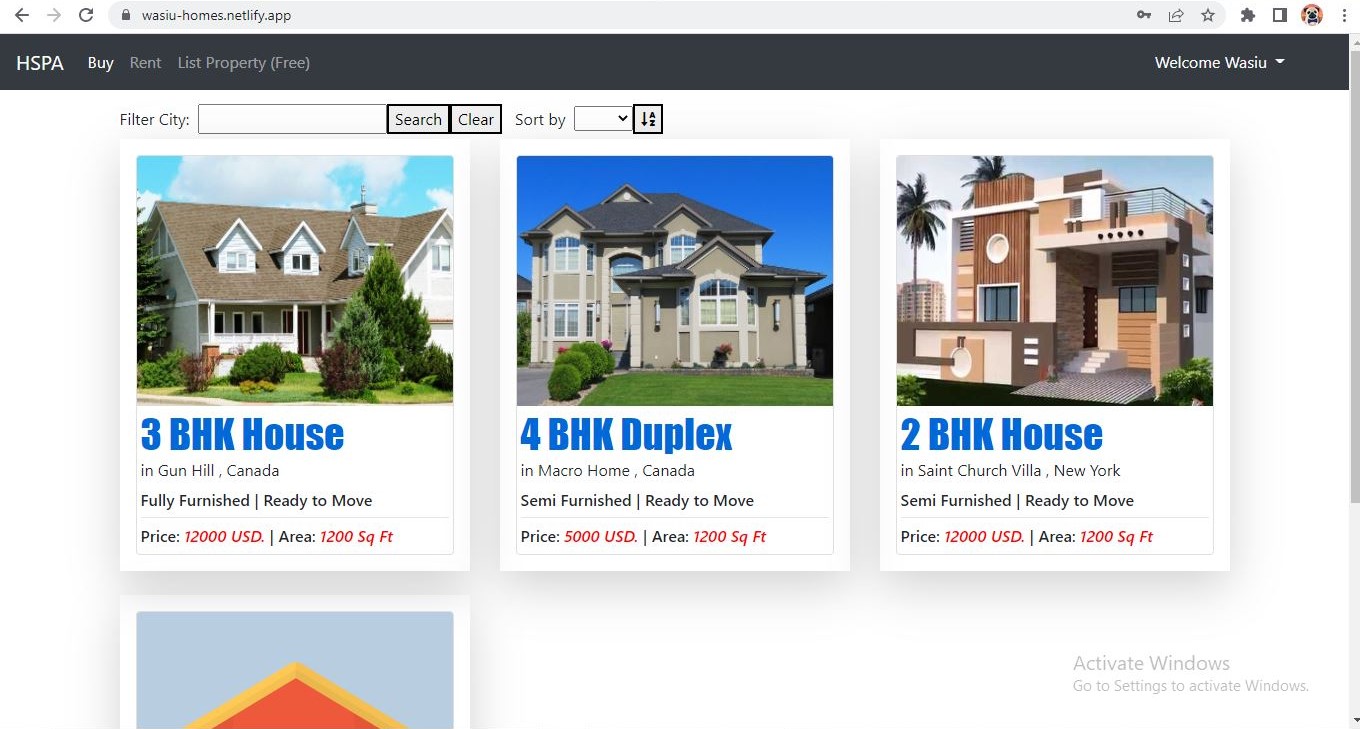 wasiu-homes.netlify.app
HSPA Buy Rent List Property (Free) Welcome Wasiu
Filter City: Search Clear Sort by
3 BHK House
in Gun Hill , Canada
Fully Furnished | Ready to Move
Price: 12000 USD. | Area: 1200 Sq Ft
4 BHK Duplex
in Macro Home , Canada
Semi Furnished | Ready to Move
Price: 5000 USD. | Area: 1200 Sq Ft
2 BHK House
in Saint Church Villa , New York
Semi Furnished | Ready to Move
Price: 12000 USD. | Area: 1200 Sq Ft
Activate Windows
Go to Settings to activate Windows.